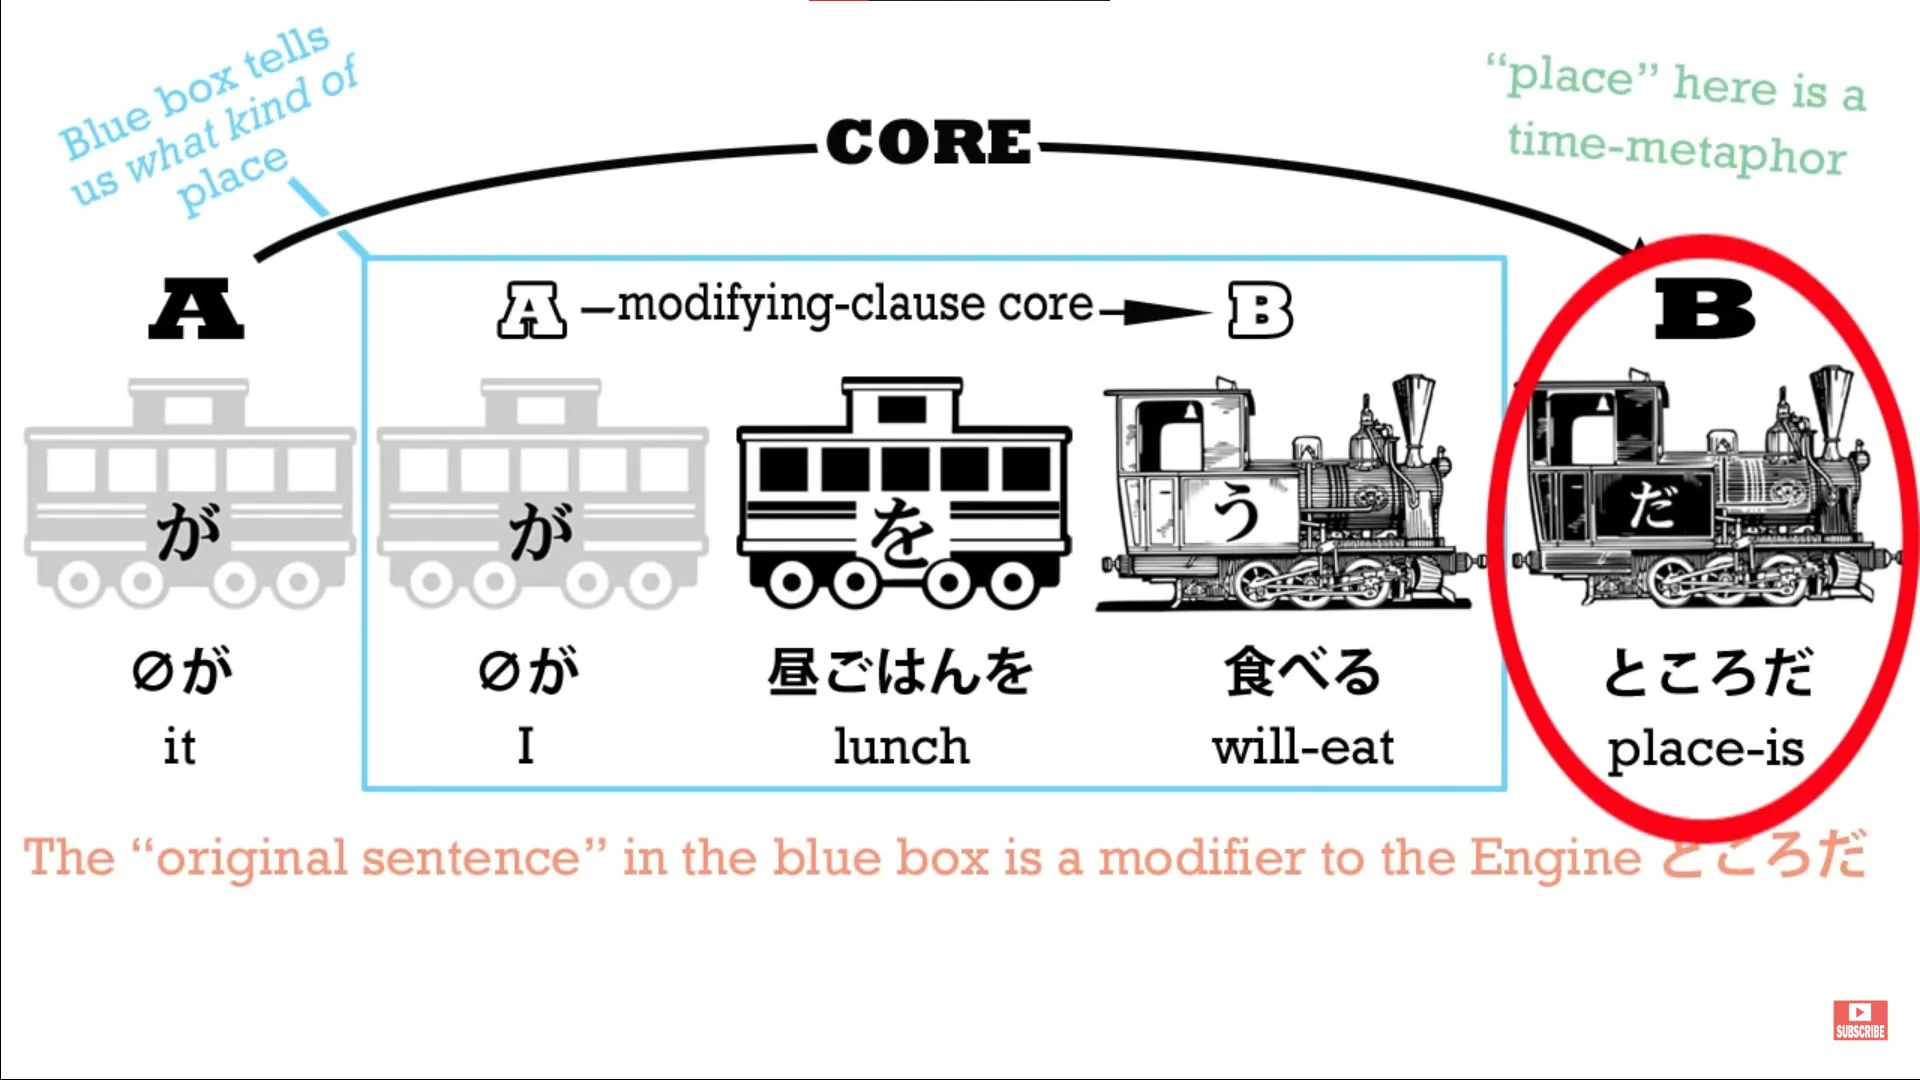 Blue box tells
us what kind of
place
"place" here is a
time-metaphor
CORE
A
A —modifying-clause core→ B
B
が
が
を
う
だ
∅が
∅が
昼ごはんを
食べる
ところだ
it
I
lunch
will-eat
place-is
The "original sentence" in the blue box is a modifier to the Engine ところだ
SUBSCRIBE